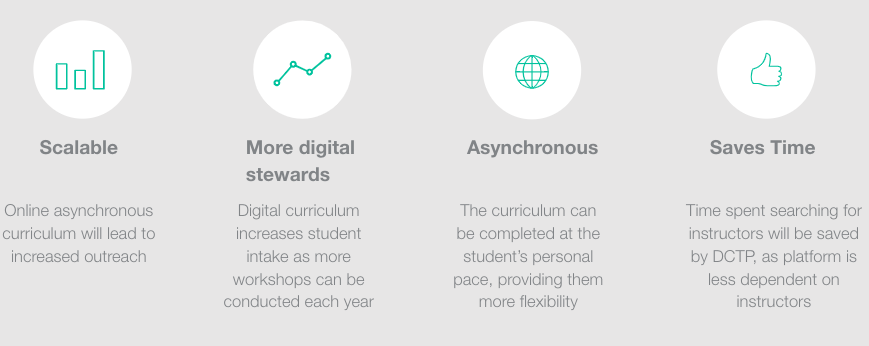 Scalable
Online asynchronous
curriculum will lead to
increased outreach
More digital
stewards
Digital curriculum
increases student
intake as more
workshops can be
conducted each year
Asynchronous
The curriculum can
be completed at the
student’s personal
pace, providing them
more flexibility
Saves Time
Time spent searching for
instructors will be saved
by DCTP, as platform is
less dependent on
instructors